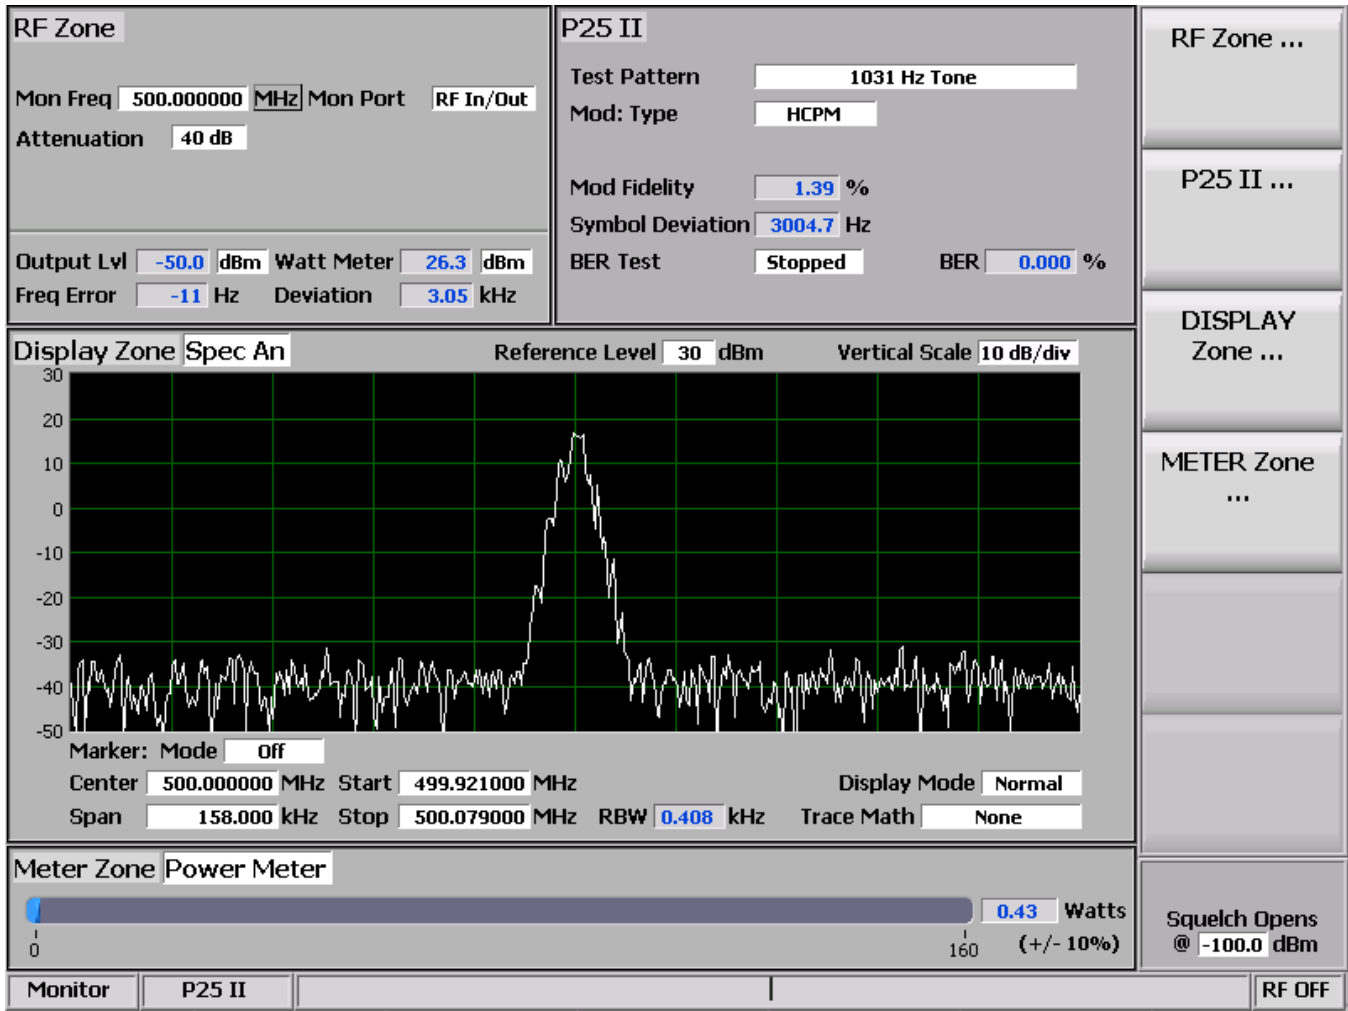 RF Zone
Mon Freq 500.000000 MHz Mon Port RF In/Out
Attenuation 40 dB
Output Lvl -50.0 dBm Watt Meter 26.3 dBm
Freq Error -11 Hz Deviation 3.05 kHz
P25 II
Test Pattern 1031 Hz Tone
Mod: Type HCPM
Mod Fidelity 1.39 %
Symbol Deviation 3004.7 Hz
BER Test Stopped BER 0.000 %
RF Zone ...
P25 II ...
DISPLAY
Zone ...
METER Zone
...
Display Zone Spec An Reference Level 30 dBm Vertical Scale 10 dB/div
30
20
10
0
-10
-20
-30
-40
-50
Marker: Mode Off
Center 500.000000 MHz Start 499.921000 MHz Display Mode Normal
Span 158.000 kHz Stop 500.079000 MHz RBW 0.408 kHz Trace Math None
Meter Zone Power Meter
0.43 Watts
0 160 (+/- 10%)
Squelch Opens
@ -100.0 dBm
Monitor P25 II RF OFF